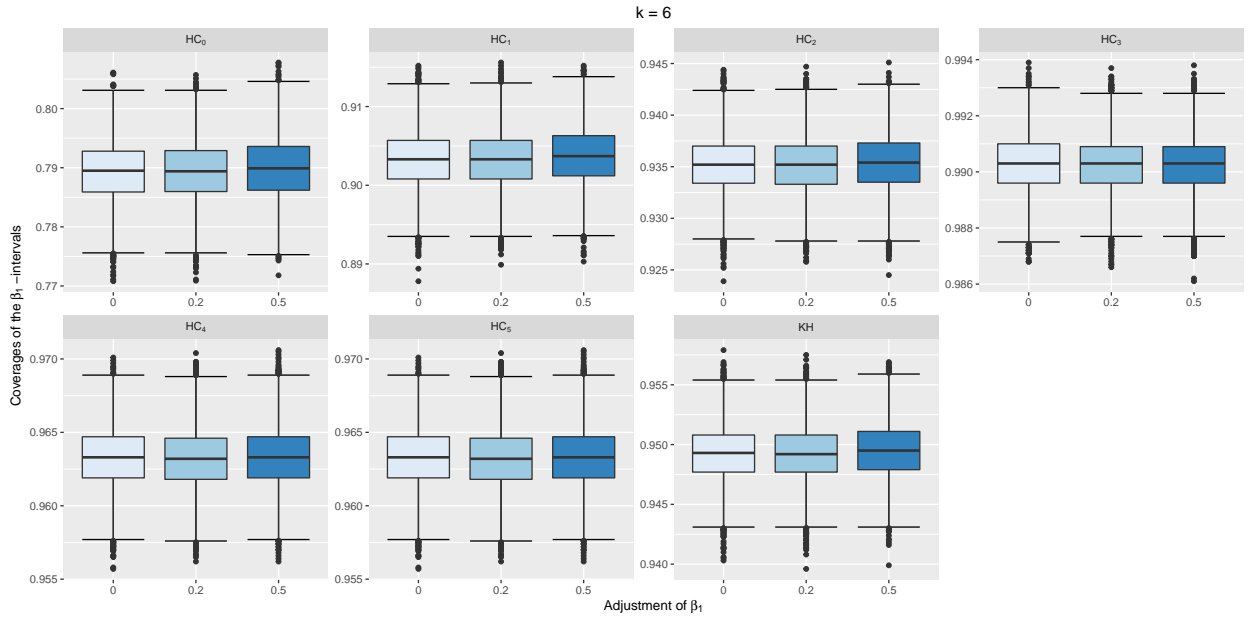 k = 6
HC₀
HC₁
HC₂
HC₃
0.80
0.79
0.78
0.77
0.91
0.90
0.89
0.945
0.940
0.935
0.930
0.925
0.994
0.992
0.990
0.988
0.986
0 0.2 0.5
0 0.2 0.5
0 0.2 0.5
0 0.2 0.5
Coverages of the β₁ −intervals
HC₄
HC₅
KH
0.970
0.965
0.960
0.955
0.970
0.965
0.960
0.955
0.955
0.950
0.945
0.940
0 0.2 0.5
0 0.2 0.5
0 0.2 0.5
Adjustment of β₁